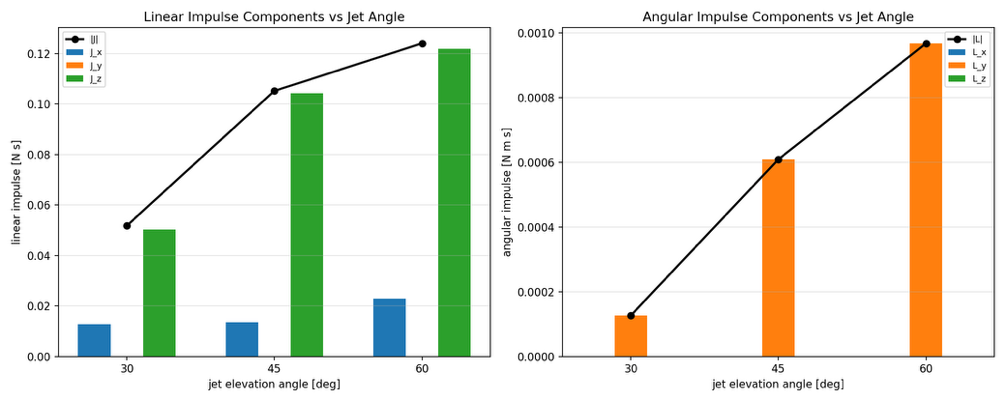 Linear Impulse Components vs Jet Angle
|J|
J_x
J_y
J_z
0.12
0.10
0.08
0.06
0.04
0.02
0.00
linear impulse [N s]
30
45
60
jet elevation angle [deg]
Angular Impulse Components vs Jet Angle
|L|
L_x
L_y
L_z
0.0010
0.0008
0.0006
0.0004
0.0002
0.0000
angular impulse [N m s]
30
45
60
jet elevation angle [deg]